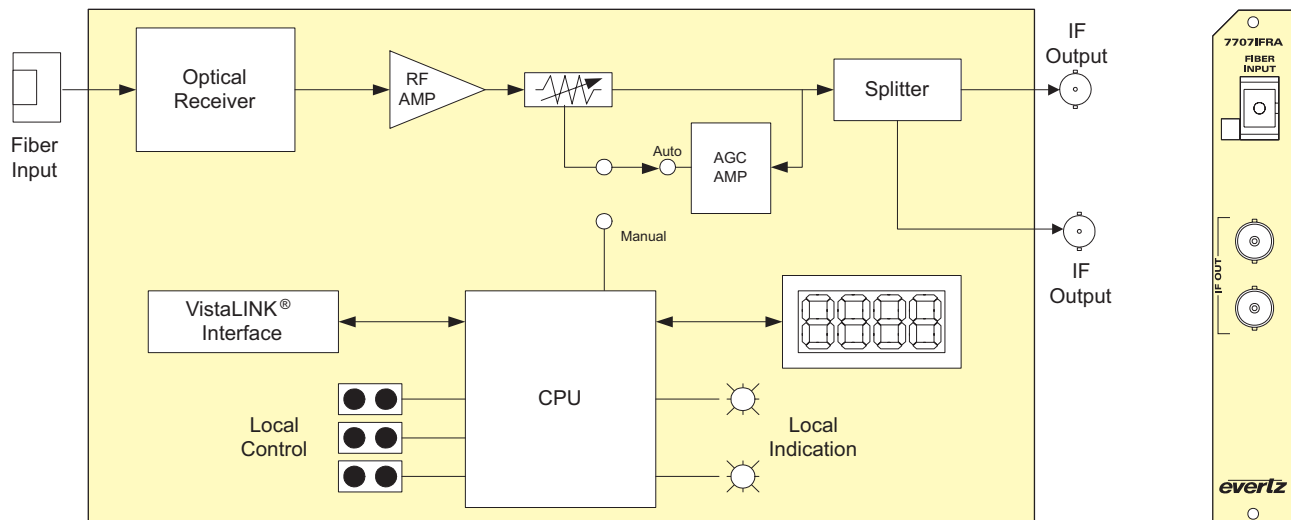 Fiber
Input
Optical
Receiver
RF
AMP
Splitter
IF
Output
Auto
AGC
AMP
Manual
IF
Output
VistaLINK®
Interface
8888
CPU
Local
Control
Local
Indication
7707IFRA
FIBER
INPUT
IF OUT
evertz